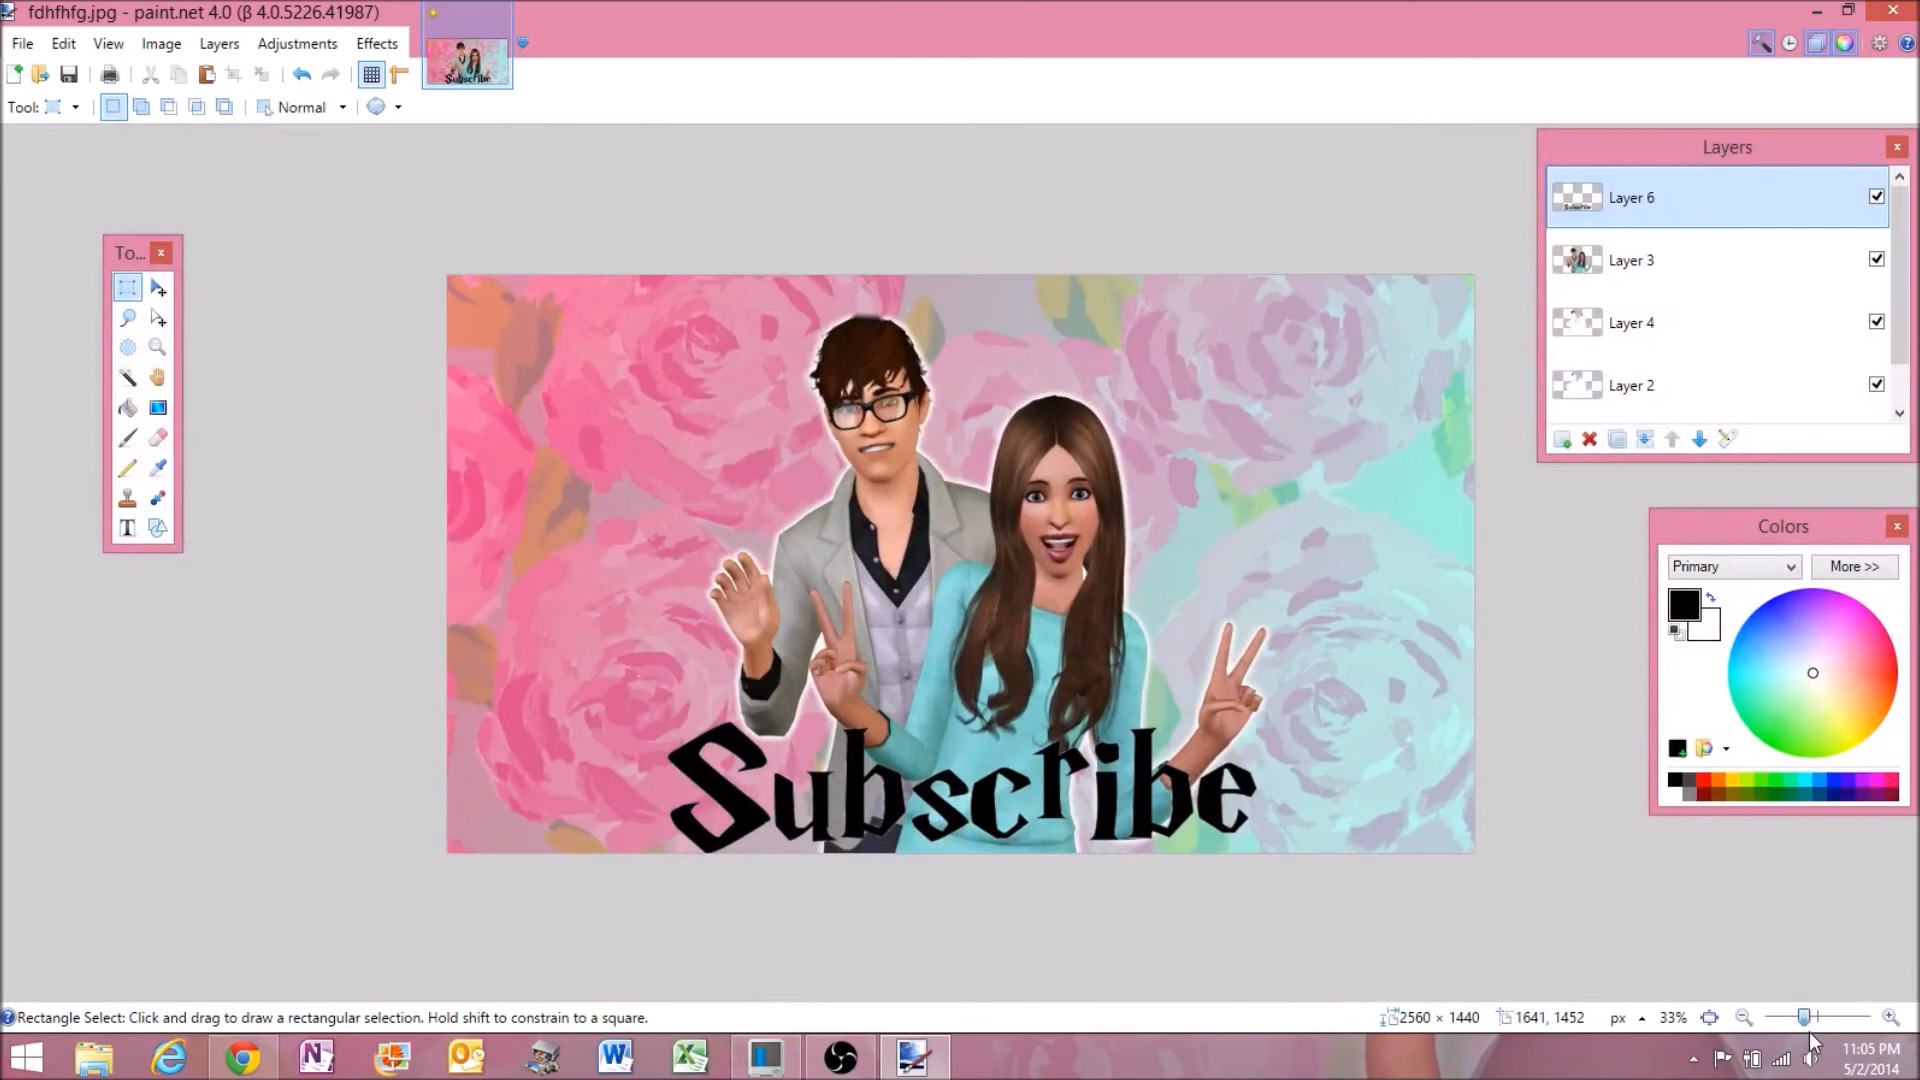 fdhfhfg.jpg - paint.net 4.0 (β 4.0.5226.41987)
File Edit View Image Layers Adjustments Effects
Subscribe
Tool:
Normal
Layers
Layer 6
Subscribe
Layer 3
Layer 4
Layer 2
To...
Subscribe
Colors
Primary
More >>
Rectangle Select: Click and drag to draw a rectangular selection. Hold shift to constrain to a square.
2560 × 1440
1641, 1452
px
33%
11:05 PM
5/2/2014